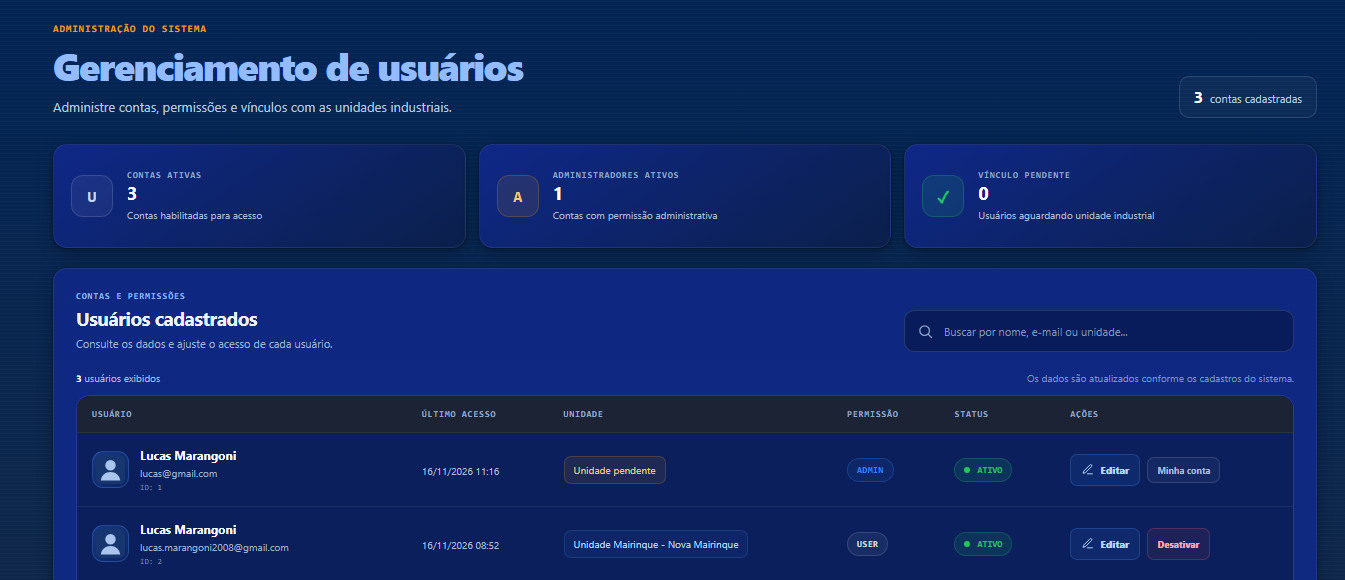 ADMINISTRAÇÃO DO SISTEMA
Gerenciamento de usuários
Administre contas, permissões e vínculos com as unidades industriais.
3 contas cadastradas
U
CONTAS ATIVAS
3
Contas habilitadas para acesso
A
ADMINISTRADORES ATIVOS
1
Contas com permissão administrativa
✓
VÍNCULO PENDENTE
0
Usuários aguardando unidade industrial
CONTAS E PERMISSÕES
Usuários cadastrados
Consulte os dados e ajuste o acesso de cada usuário.
Buscar por nome, e-mail ou unidade...
3 usuários exibidos
Os dados são atualizados conforme os cadastros do sistema.
USUÁRIO ÚLTIMO ACESSO UNIDADE PERMISSÃO STATUS AÇÕES
Lucas Marangoni
lucas@gmail.com
ID: 1
16/11/2026 11:16
Unidade pendente
ADMIN
ATIVO
Editar
Minha conta
Lucas Marangoni
lucas.marangoni2008@gmail.com
ID: 2
16/11/2026 08:52
Unidade Mairinque - Nova Mairinque
USER
ATIVO
Editar
Desativar